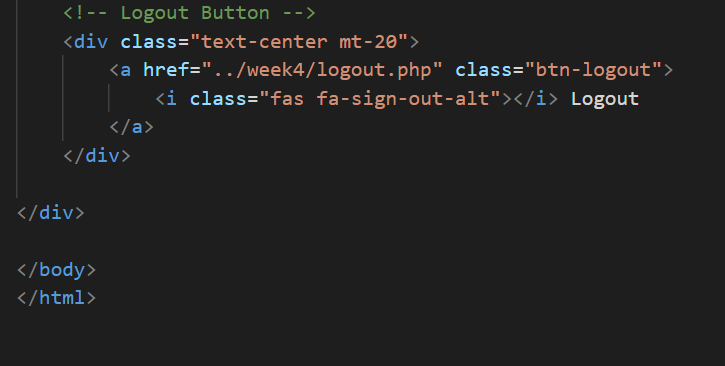 <!-- Logout Button -->
<div class="text-center mt-20">
<a href="../week4/logout.php" class="btn-logout">
<i class="fas fa-sign-out-alt"></i> Logout
</a>
</div>
</div>
</body>
</html>